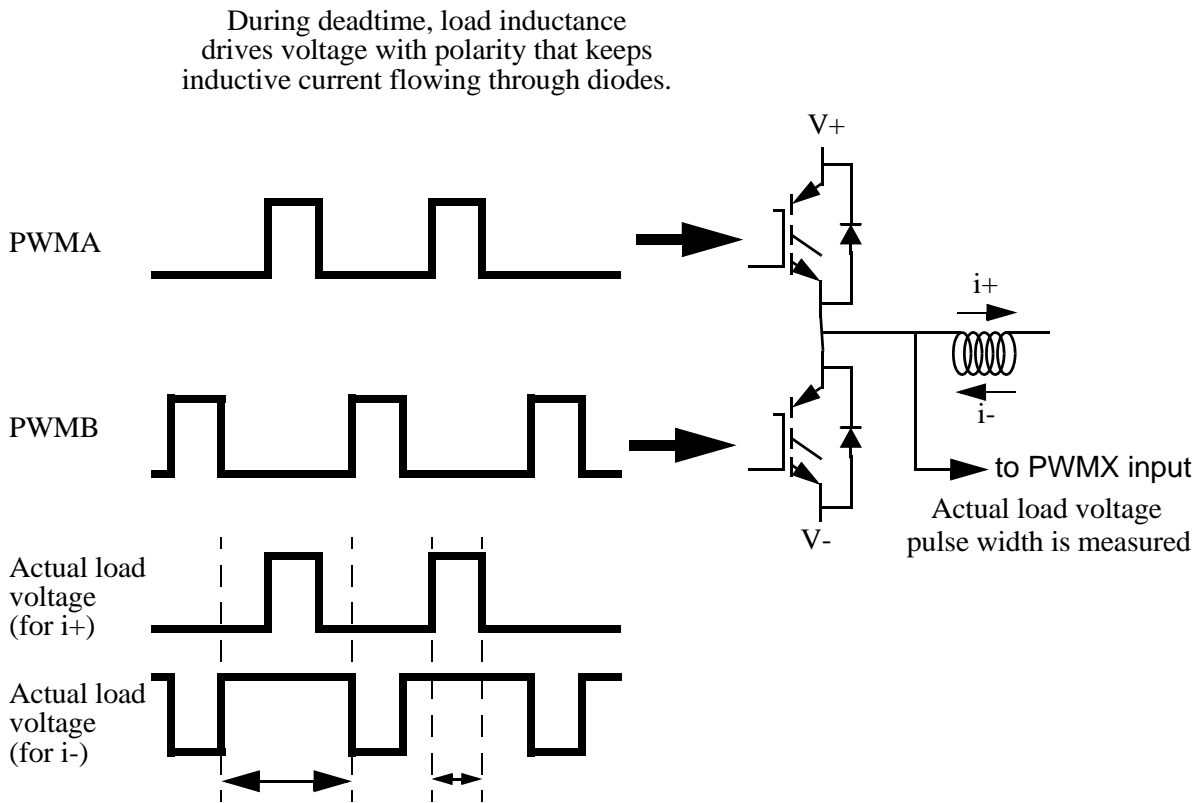 During deadtime, load inductance
drives voltage with polarity that keeps
inductive current flowing through diodes.
V+
PWMA
i+
PWMB
i-
to PWMX input
V-
Actual load voltage
pulse width is measured
Actual load
voltage
(for i+)
Actual load
voltage
(for i-)